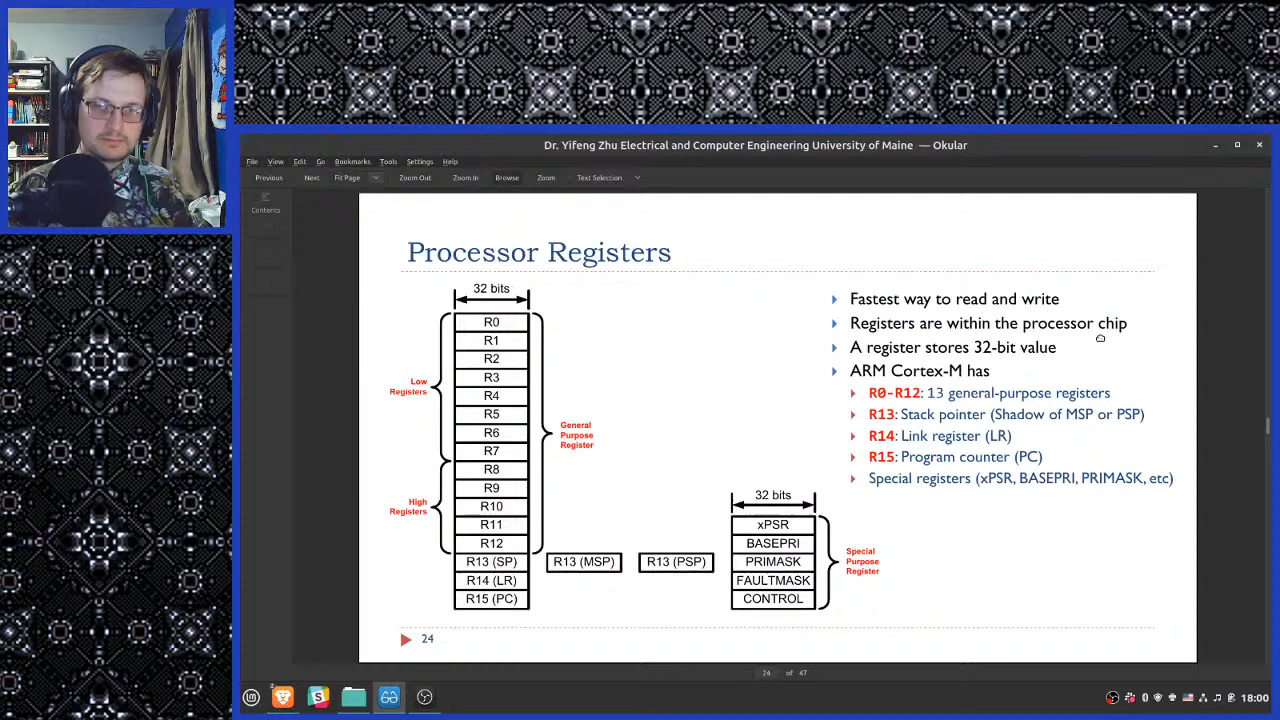 Dr. Yifeng Zhu Electrical and Computer Engineering University of Maine — Okular
File View Edit Go Bookmarks Tools Settings Help
Previous Next Fit Page Zoom Out Zoom In Browse Zoom Text Selection
Contents
Processor Registers
32 bits
R0
R1
R2
R3
R4
R5
R6
R7
R8
R9
R10
R11
R12
R13 (SP)
R14 (LR)
R15 (PC)
Low
Registers
High
Registers
General
Purpose
Register
R13 (MSP)
R13 (PSP)
32 bits
xPSR
BASEPRI
PRIMASK
FAULTMASK
CONTROL
Special
Purpose
Register
Fastest way to read and write
Registers are within the processor chip
A register stores 32-bit value
ARM Cortex-M has
R0-R12: 13 general-purpose registers
R13: Stack pointer (Shadow of MSP or PSP)
R14: Link register (LR)
R15: Program counter (PC)
Special registers (xPSR, BASEPRI, PRIMASK, etc)
24
24 of 47
18:00